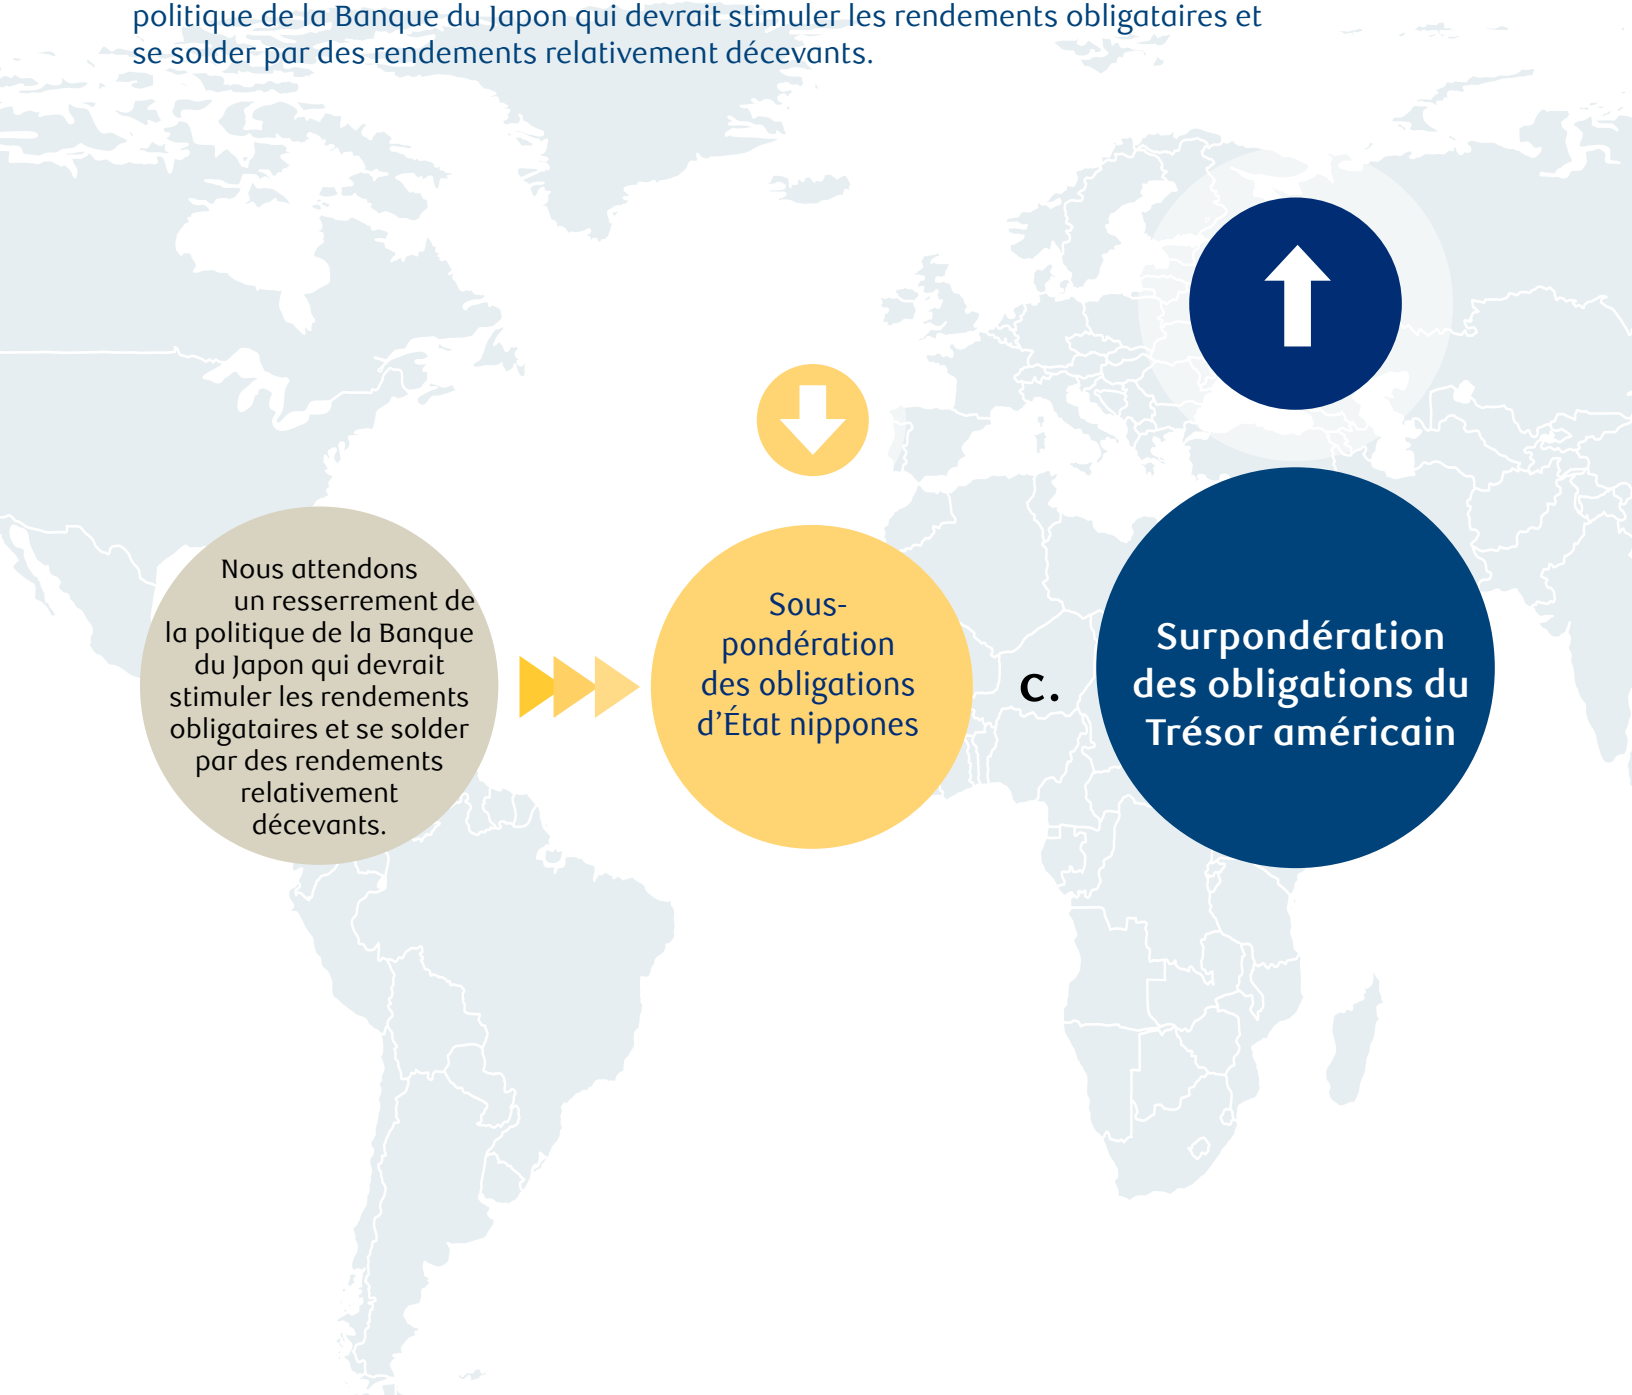 politique de la Banque du Japon qui devrait stimuler les rendements obligataires et
se solder par des rendements relativement décevants.
Nous attendons
un resserrement de
la politique de la Banque
du Japon qui devrait
stimuler les rendements
obligataires et se solder
par des rendements
relativement
décevants.
Sous-
pondération
des obligations
d’État nippones
c.
Surpondération
des obligations du
Trésor américain